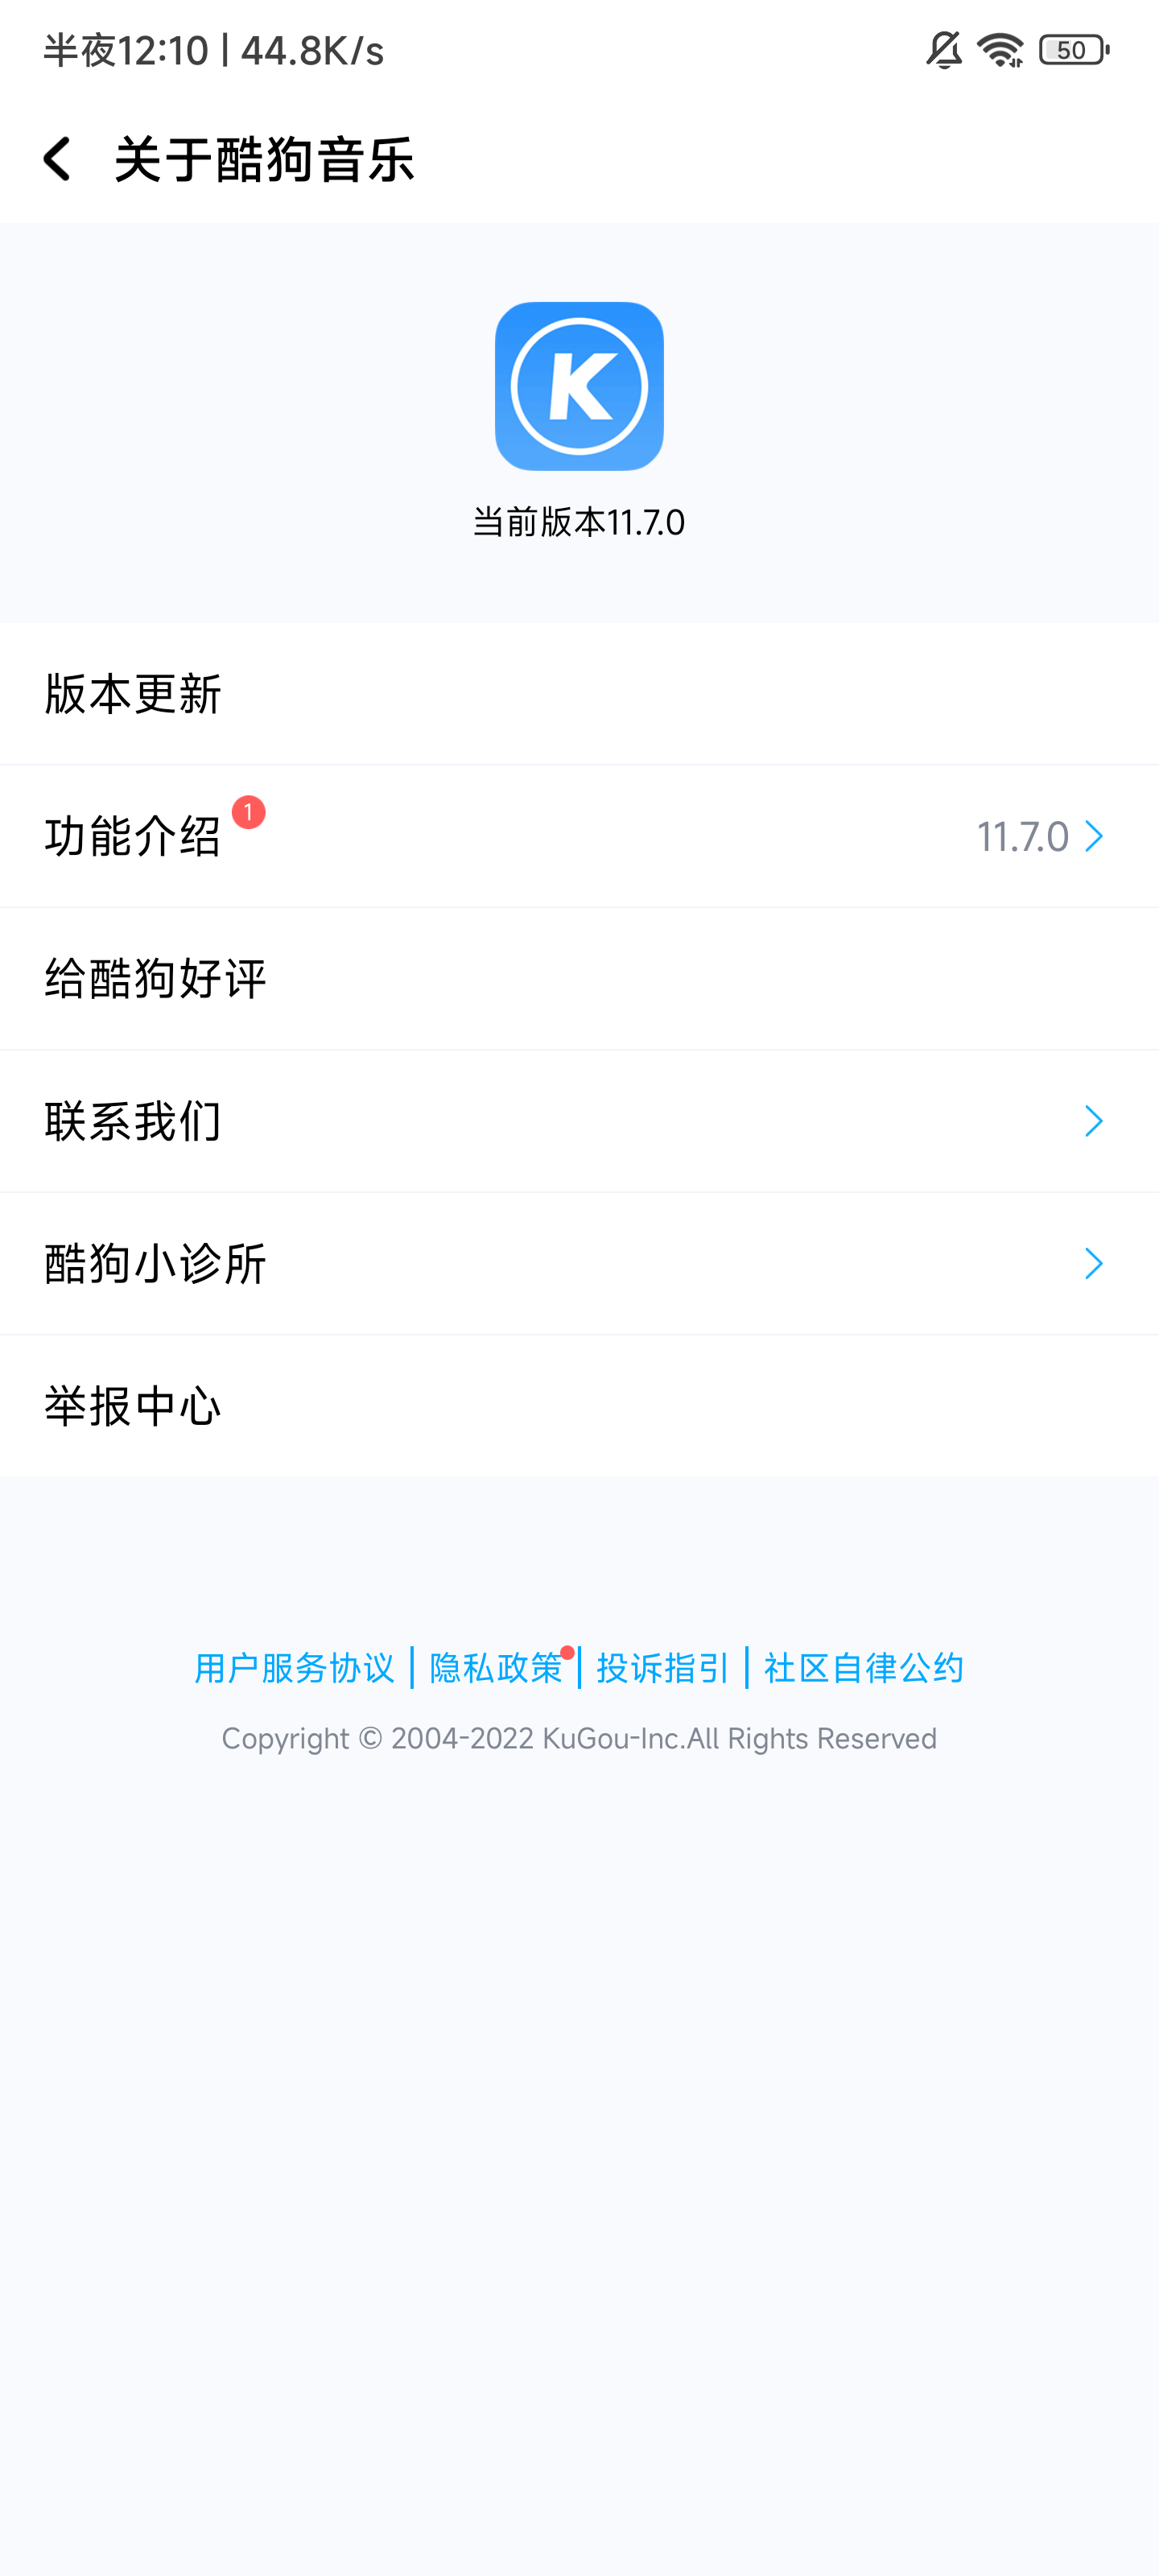 半夜12:10 | 44.8K/s
50
关于酷狗音乐
K
当前版本11.7.0
版本更新
功能介绍 1 11.7.0
给酷狗好评
联系我们
酷狗小诊所
举报中心
用户服务协议 | 隐私政策 | 投诉指引 | 社区自律公约
Copyright © 2004-2022 KuGou-Inc.All Rights Reserved